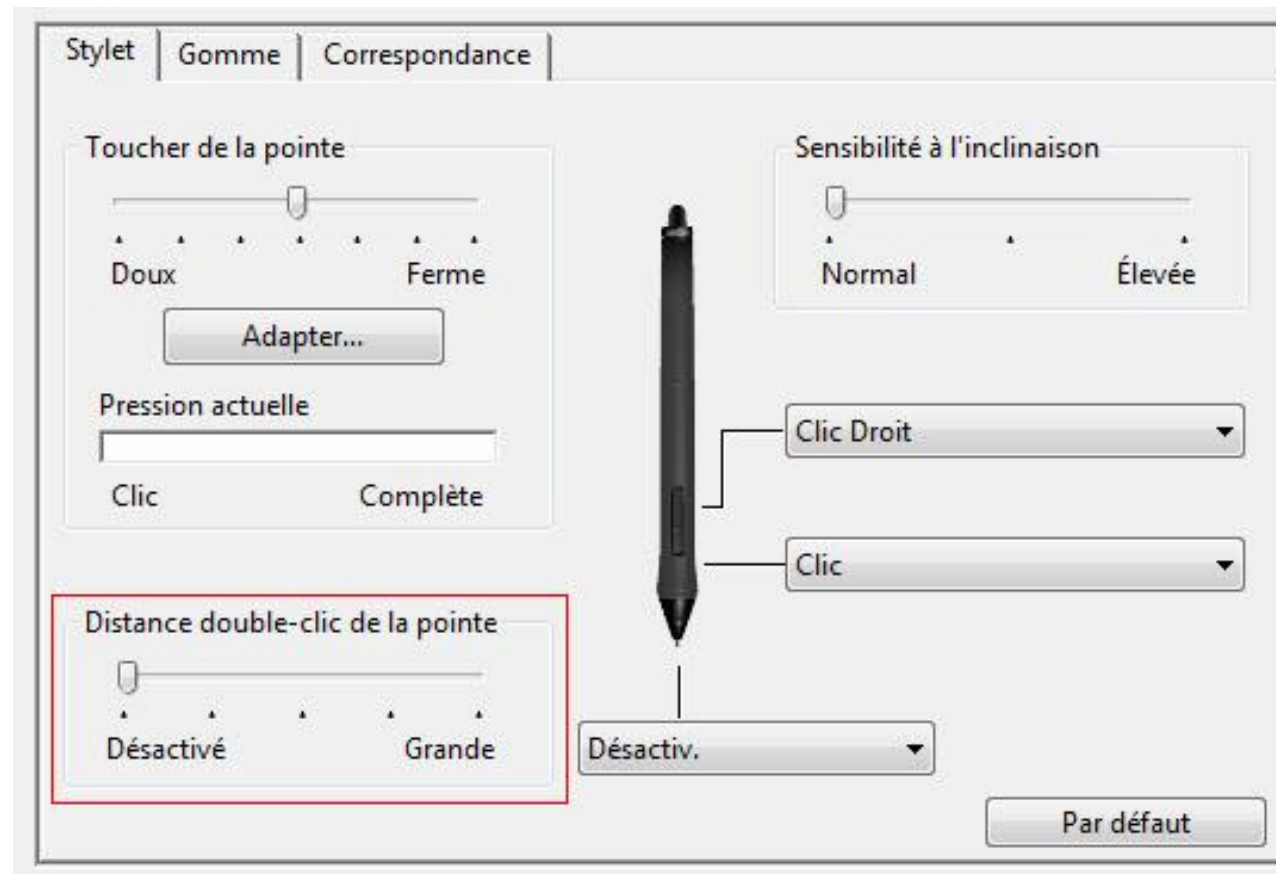 Stylet
Gomme
Correspondance
Toucher de la pointe
Doux
Ferme
Adapter...
Pression actuelle
Clic
Complète
Distance double-clic de la pointe
Désactivé
Grande
Sensibilité à l'inclinaison
Normal
Élevée
Clic Droit
Clic
Désactiv.
Par défaut